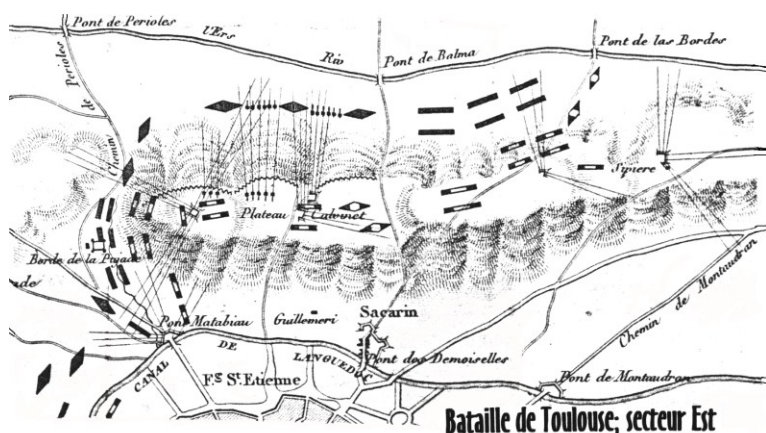 Pont de Perioles
l'Ers
Riv
Pont de Balma
Pont de las Bordes
Chemin de Perioles
Plateau Calvinet
Sypiere
Borde de la Pujade
Pont Matabiau
Guillemeri
Sacarin
Chemin de Montaudran
CANAL DE LANGUEDOC
Pont des Demoiselles
Fg. St. Etienne
Pont de Montaudran
Bataille de Toulouse; secteur Est